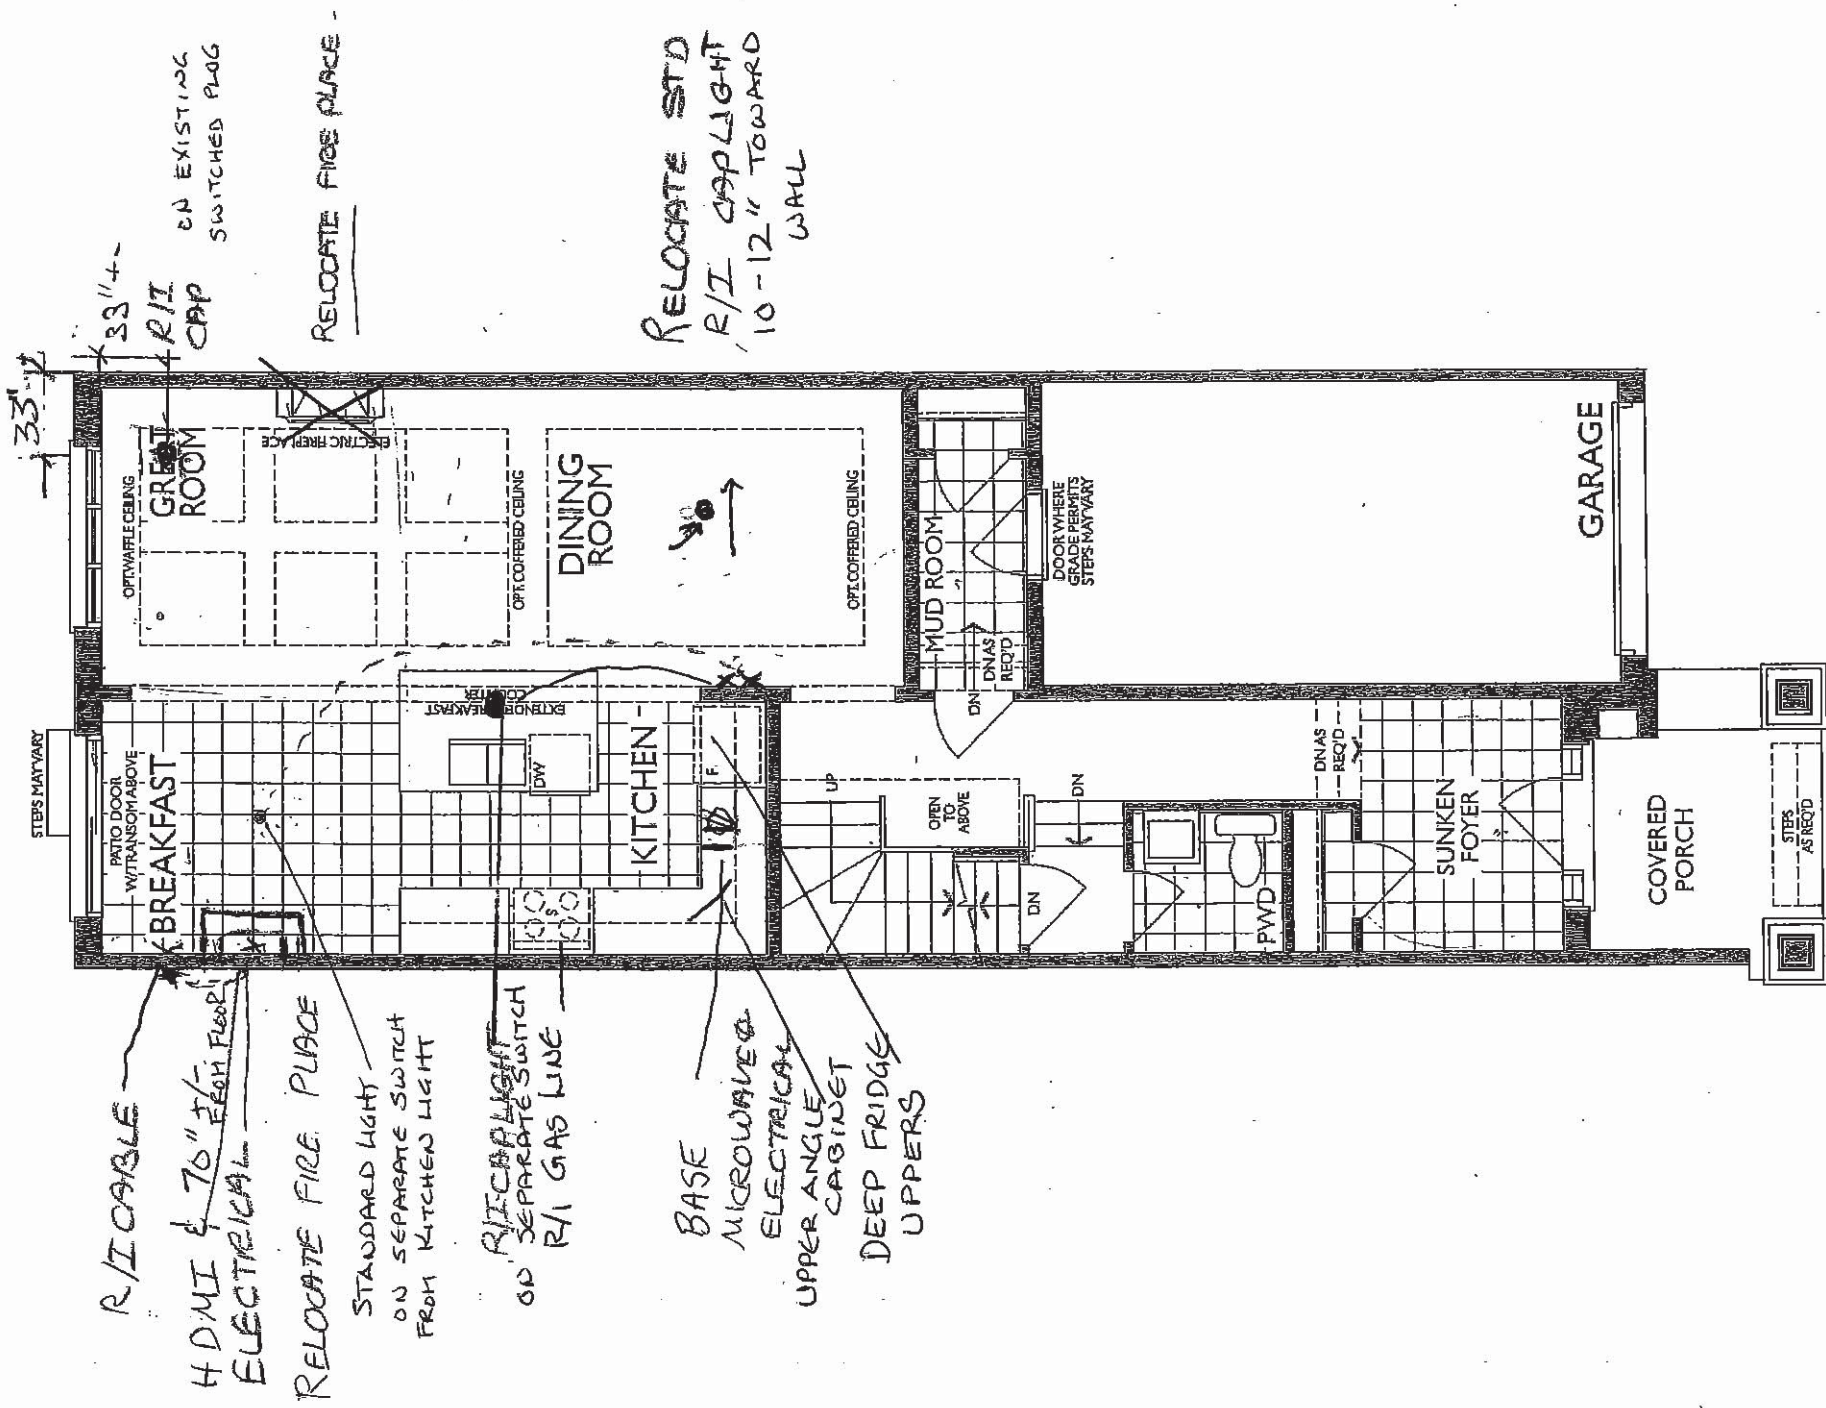 33"
33" +-
R/I
CAP
ON EXISTING
SWITCHED PLUG
RELOCATE FIRE PLACE -
RELOCATE STD
R/I CAPLIGHT
10-12" TOWARD
WALL
STEPS MAY VARY
PATIO DOOR
W/TRANSOM ABOVE
BREAKFAST
OPT. WAFFLE CEILING
GREAT
ROOM
ELECTRIC FIREPLACE
OPT. COFFERED CEILING
DINING
ROOM
OPT. COFFERED CEILING
EXTENDED BREAKFAST
COUNTER
DW
KITCHEN
F
S
MUD ROOM
DN AS
REQ'D
DN
DOOR WHERE
GRADE PERMITS
STEPS MAY VARY
GARAGE
UP
OPEN
TO
ABOVE
DN
DN
PWD
DN AS
REQ'D
SUNKEN
FOYER
COVERED
PORCH
STEPS
AS REQ'D
R/I CABLE
HDMI & 70" +/-
FROM FLOOR
ELECTRICAL
RELOCATE FIRE PLACE
STANDARD LIGHT
ON SEPARATE SWITCH
FROM KITCHEN LIGHT
R/I CAP LIGHT
ON SEPARATE SWITCH
R/I GAS LINE
BASE
MICROWAVE
ELECTRICAL
UPPER ANGLE
CABINET
DEEP FRIDGE
UPPERS